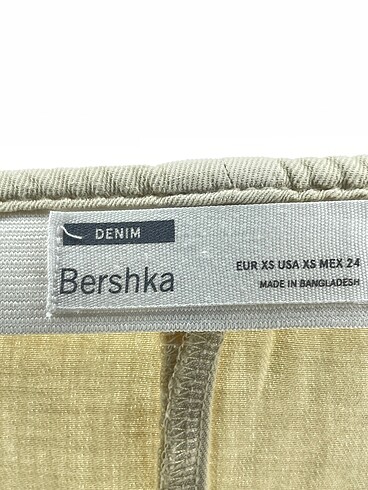 DENIM
Bershka
EUR XS USA XS MEX 24
MADE IN BANGLADESH